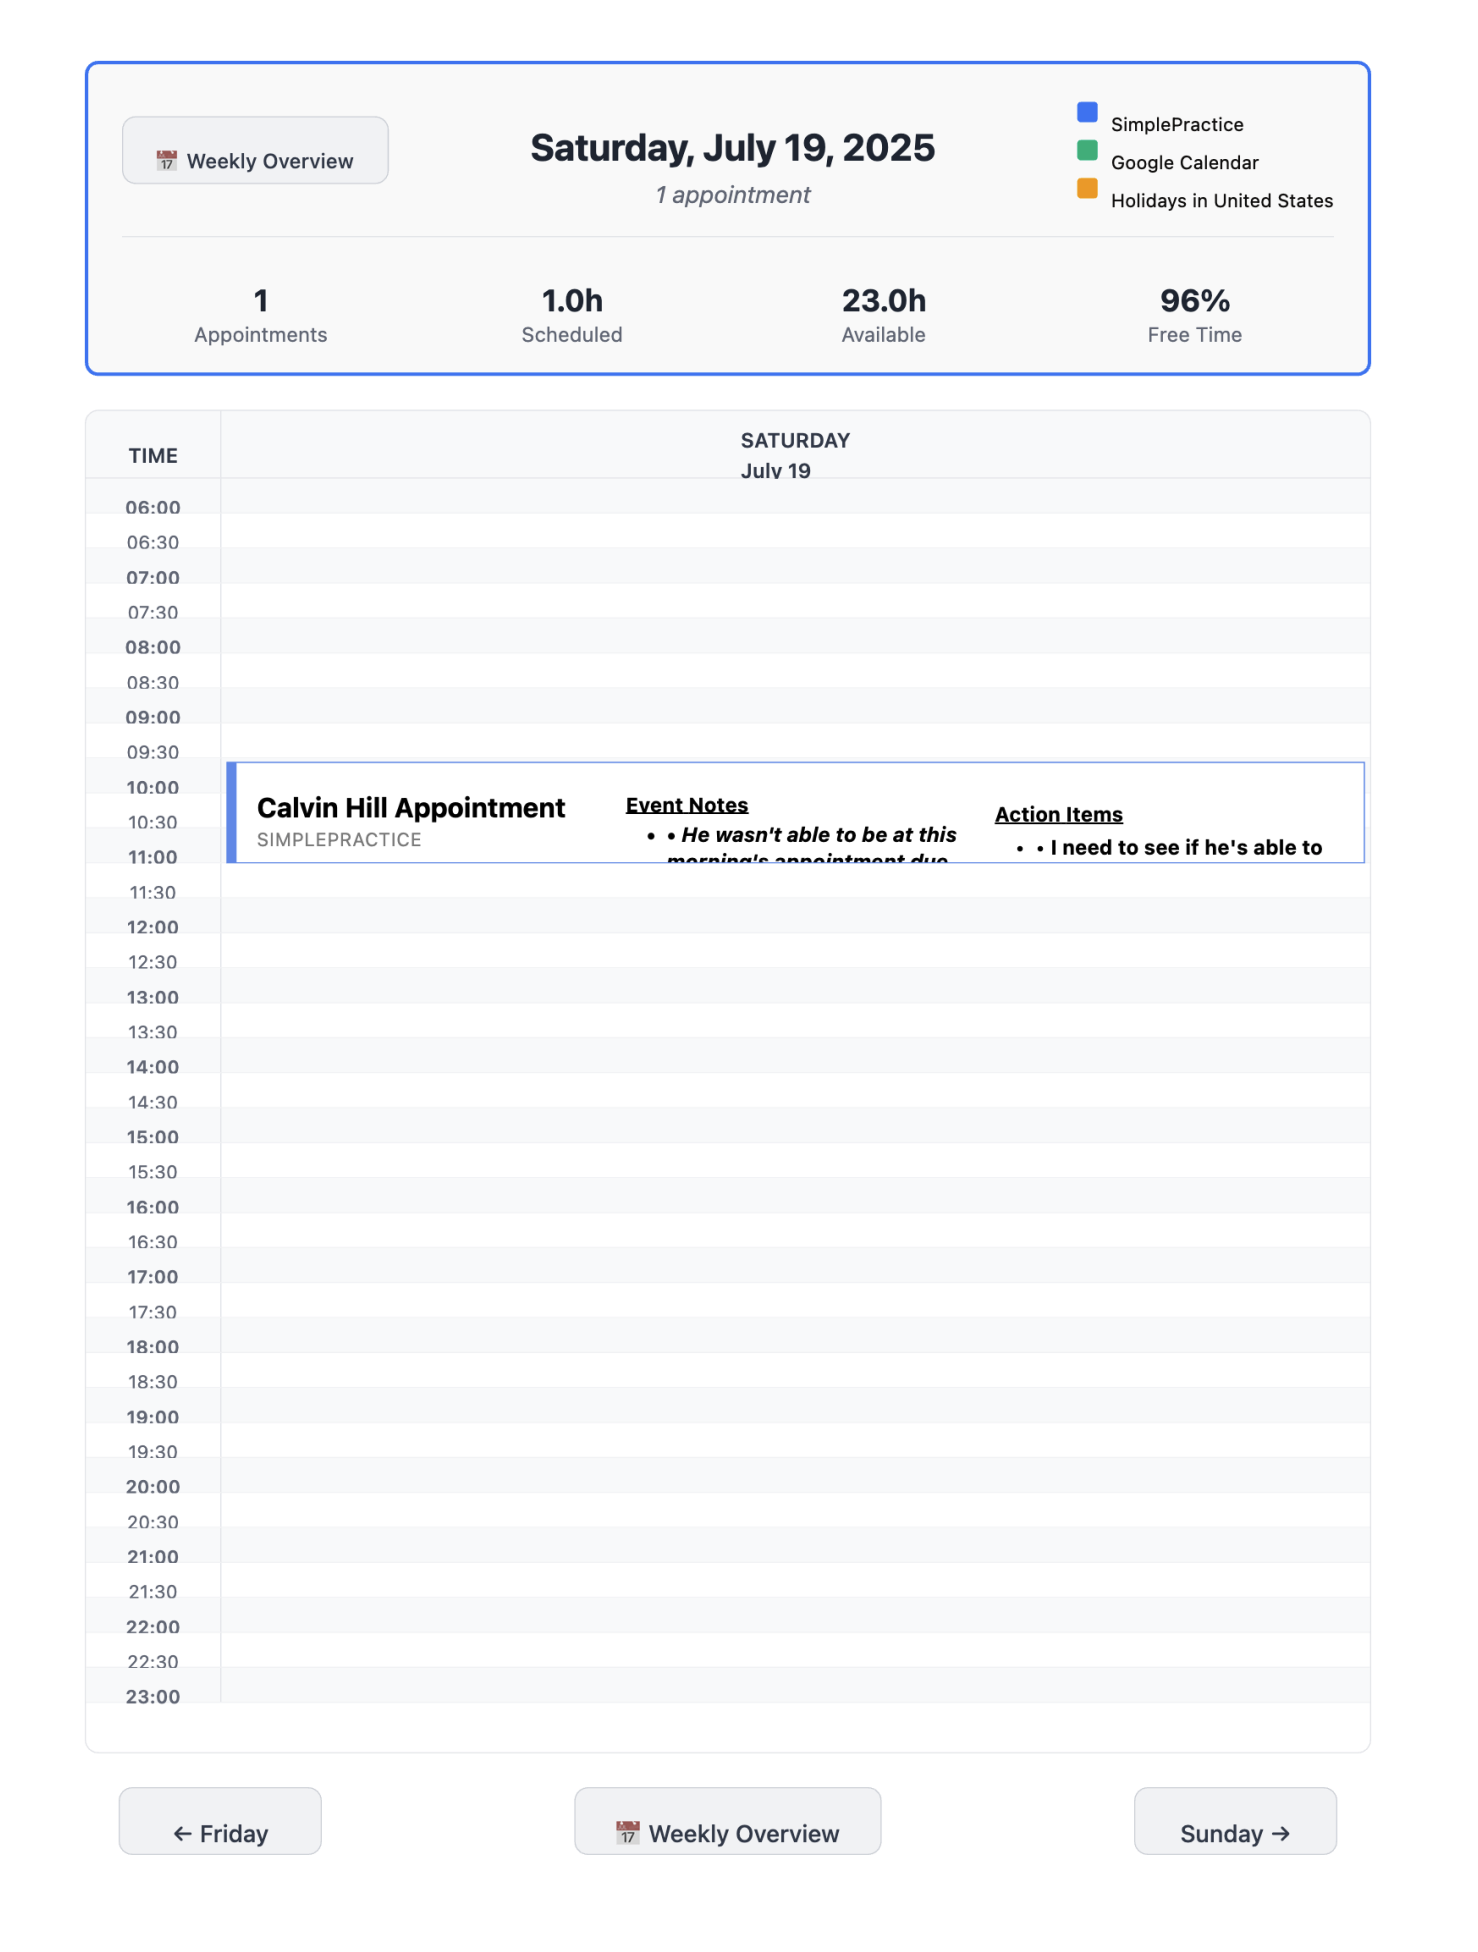 Weekly Overview
Saturday, July 19, 2025
1 appointment
SimplePractice
Google Calendar
Holidays in United States
1
Appointments
1.0h
Scheduled
23.0h
Available
96%
Free Time
TIME
SATURDAY
July 19
06:00
06:30
07:00
07:30
08:00
08:30
09:00
09:30
10:00
10:30
11:00
Calvin Hill Appointment
SIMPLEPRACTICE
Event Notes
• • He wasn't able to be at this
morning's appointment due
Action Items
• • I need to see if he's able to
11:30
12:00
12:30
13:00
13:30
14:00
14:30
15:00
15:30
16:00
16:30
17:00
17:30
18:00
18:30
19:00
19:30
20:00
20:30
21:00
21:30
22:00
22:30
23:00
← Friday
17 Weekly Overview
Sunday →